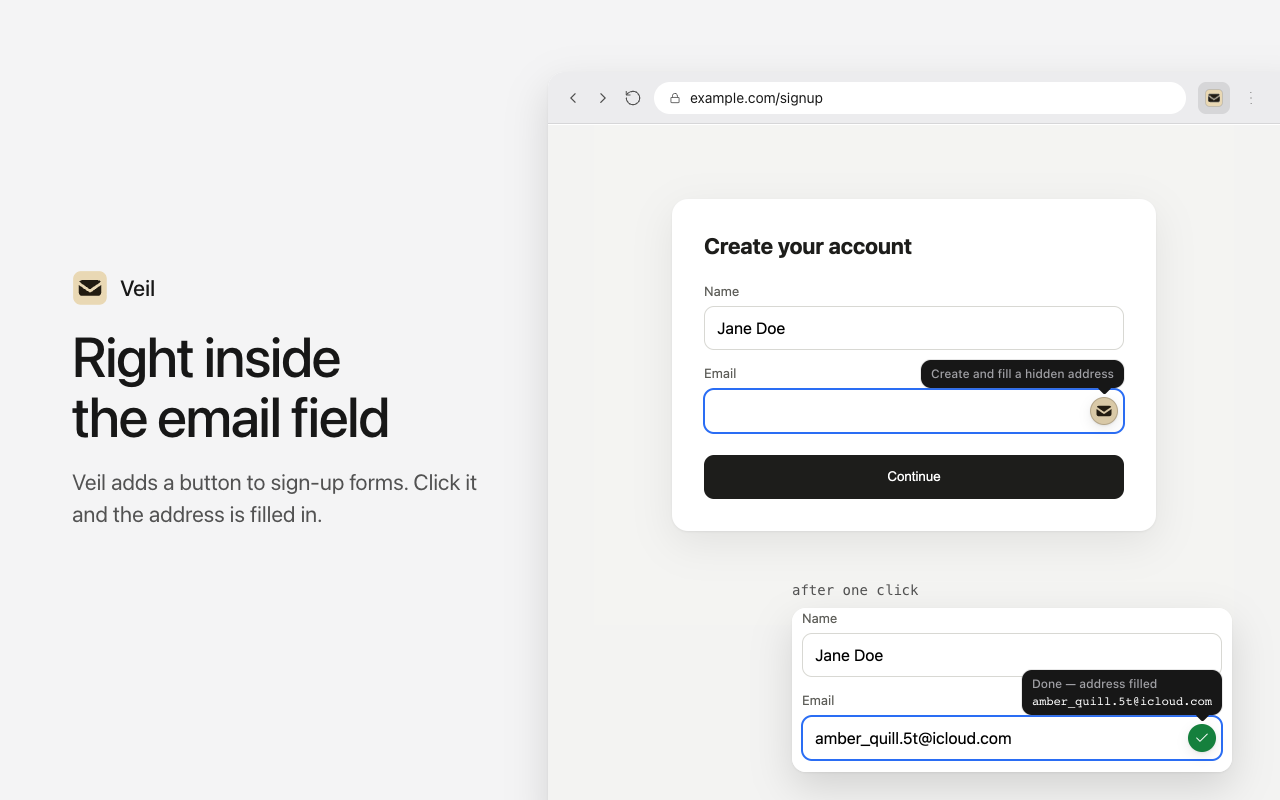 Veil
Right inside
the email field
Veil adds a button to sign-up forms. Click it
and the address is filled in.
example.com/signup
Create your account
Name
Jane Doe
Email
Create and fill a hidden address
Continue
after one click
Name
Jane Doe
Done — address filled
amber_quill.5t@icloud.com
Email
amber_quill.5t@icloud.com